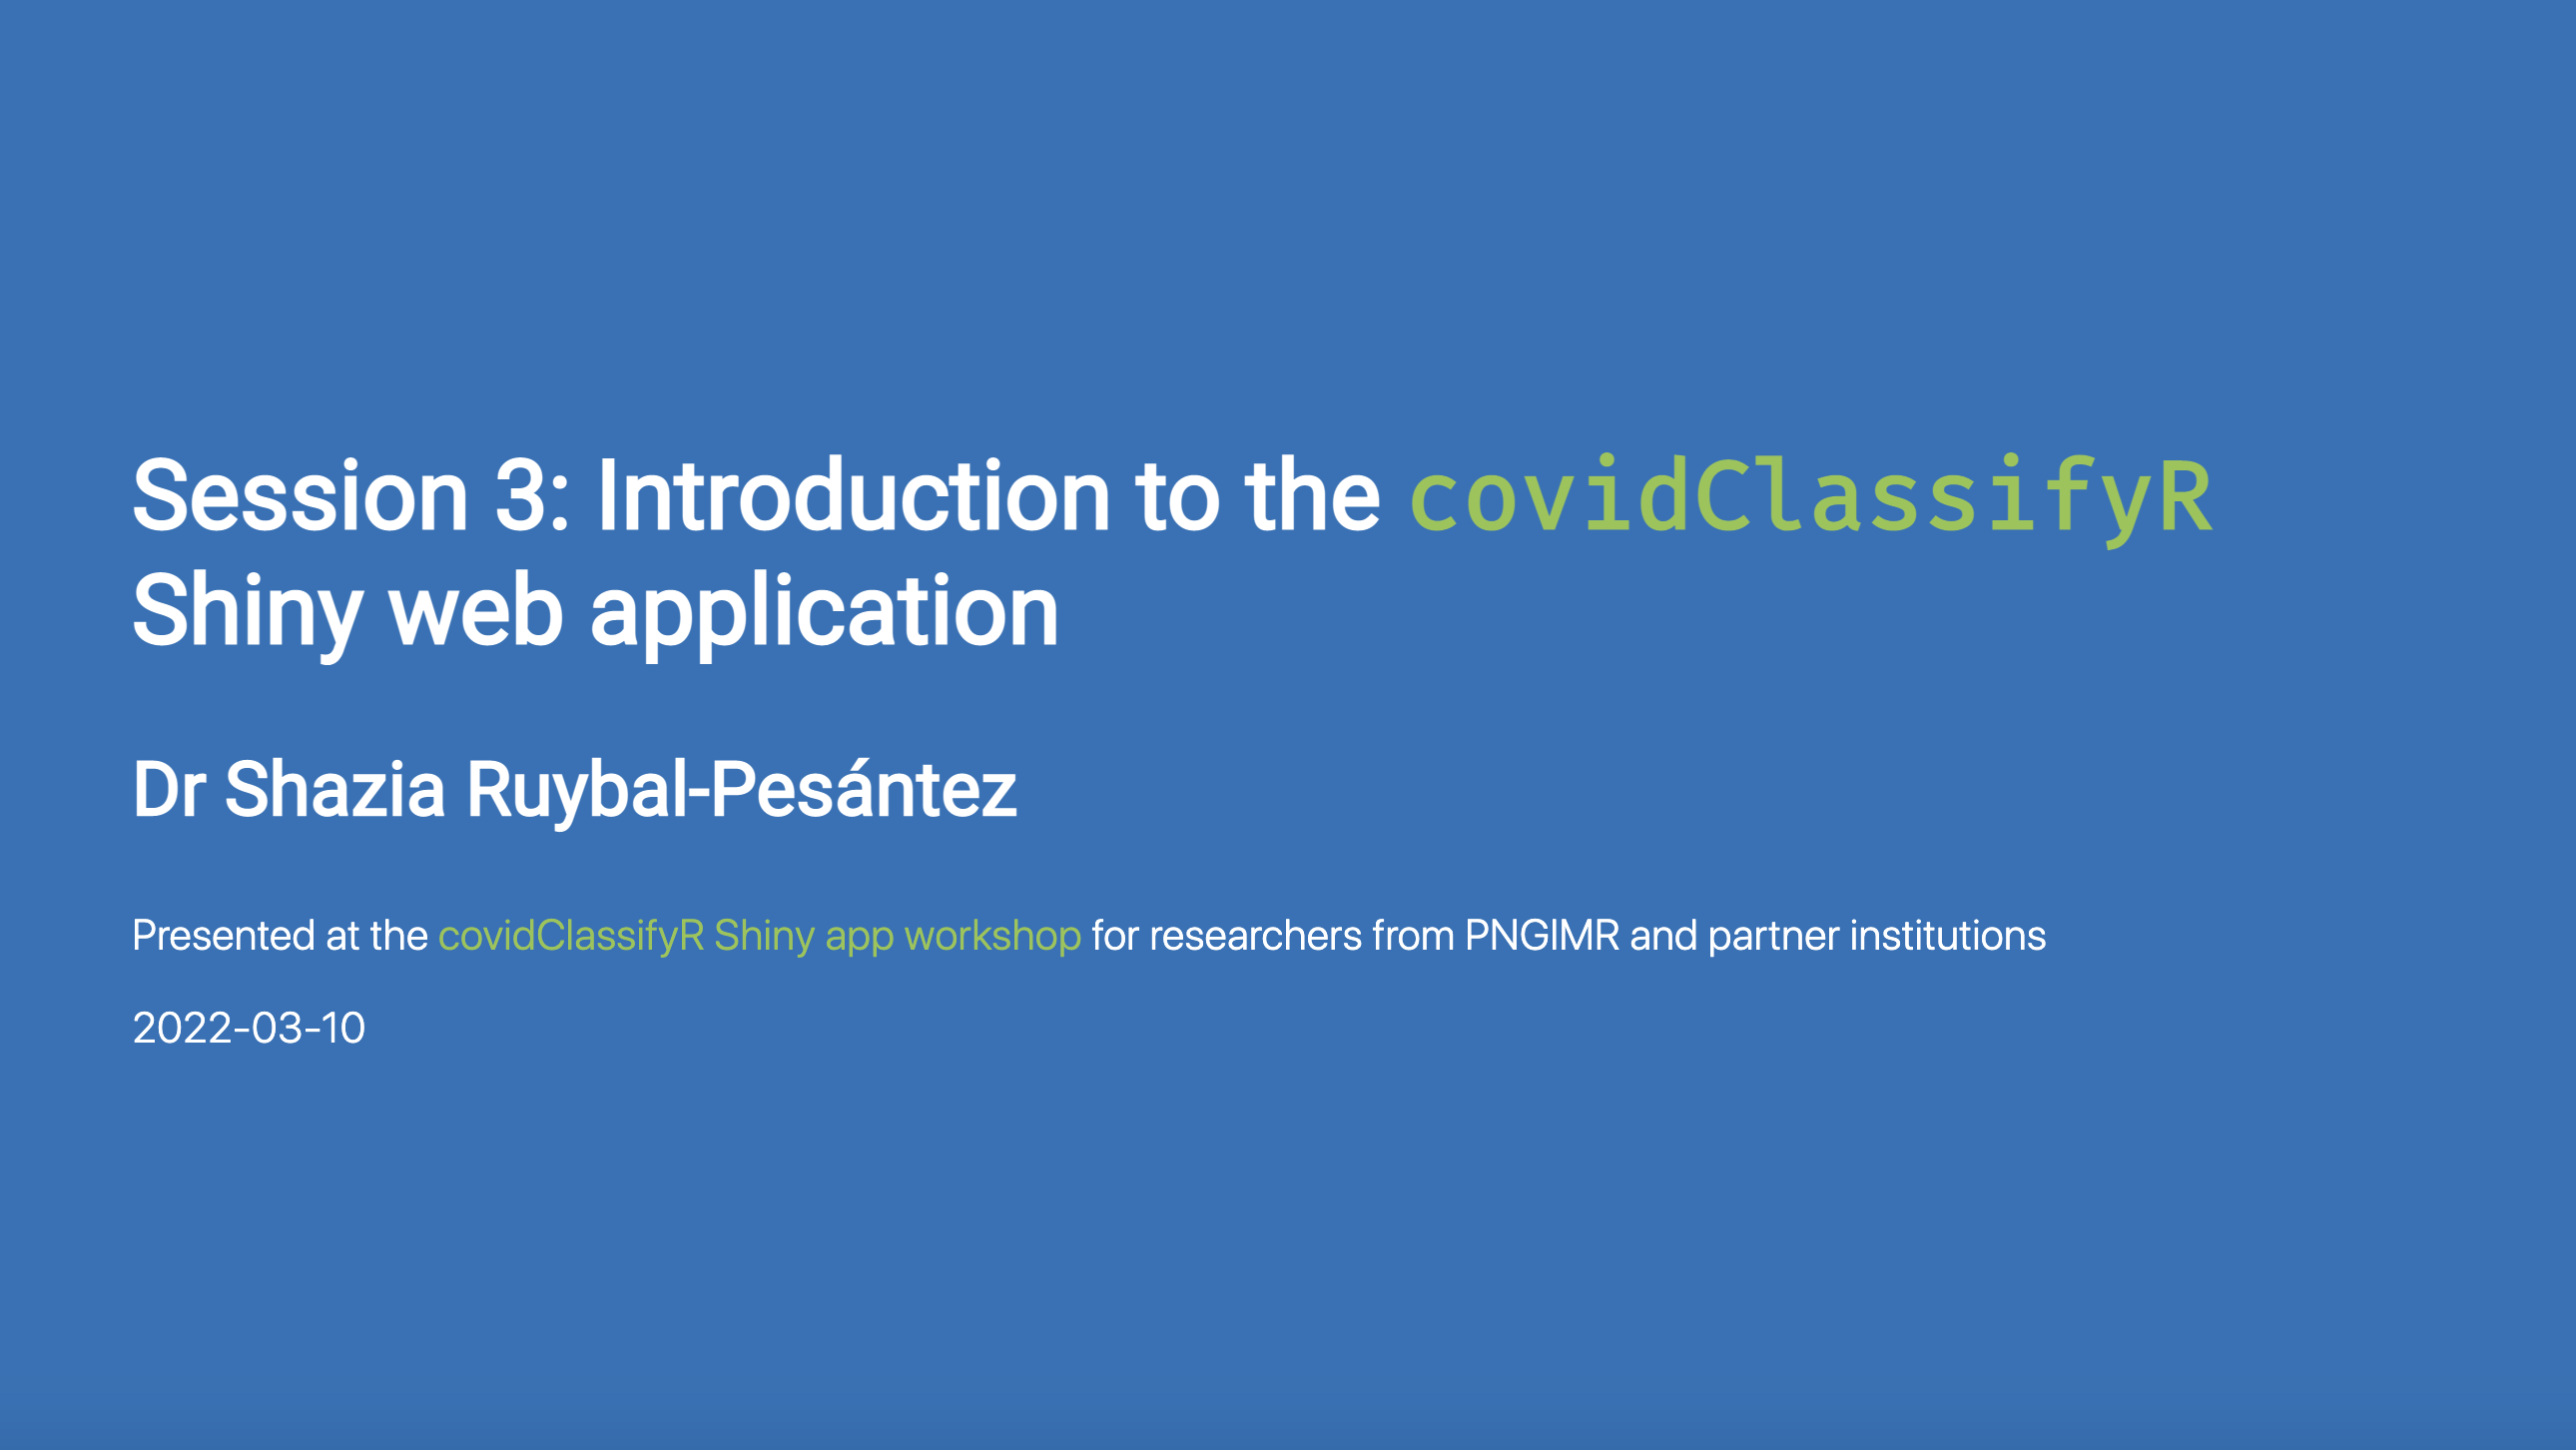 Session 3: Introduction to the covidClassifyR
Shiny web application
Dr Shazia Ruybal-Pesántez
Presented at the covidClassifyR Shiny app workshop for researchers from PNGIMR and partner institutions
2022-03-10